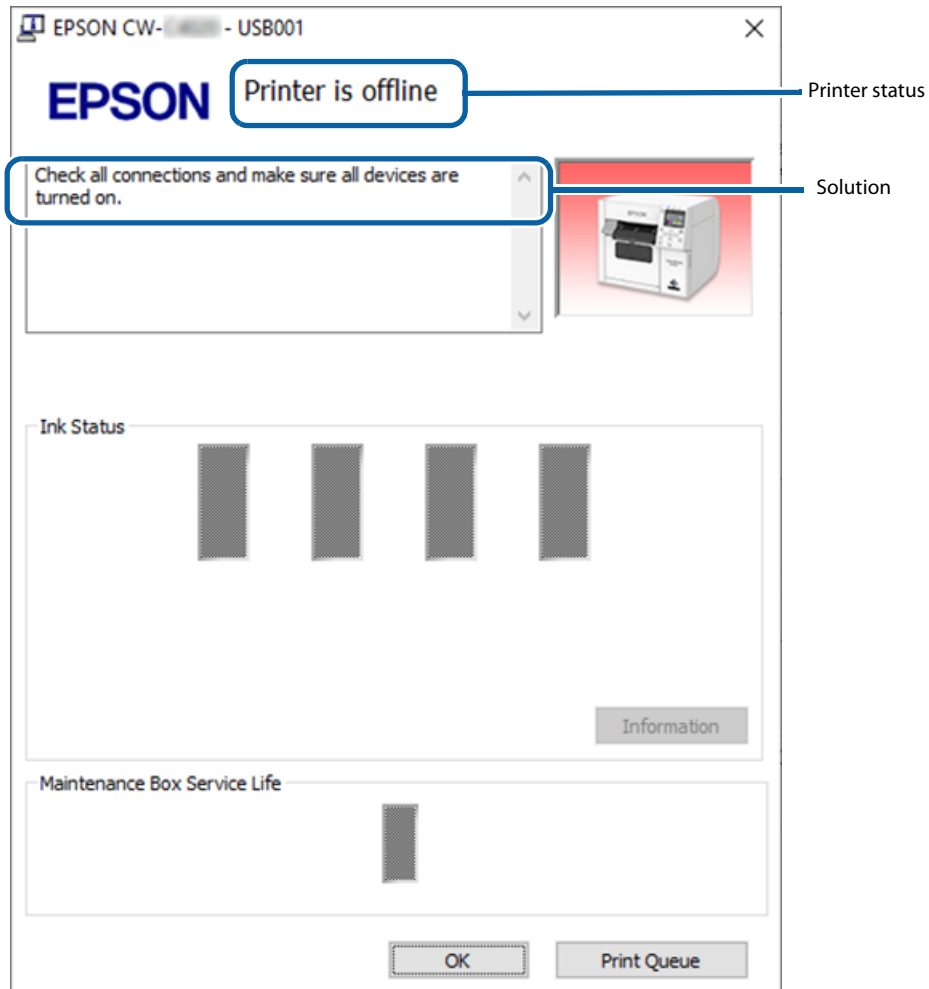 EPSON CW- - USB001
EPSON
Printer is offline
Printer status
Check all connections and make sure all devices are
turned on.
Solution
EPSON
Ink Status
Information
Maintenance Box Service Life
OK
Print Queue